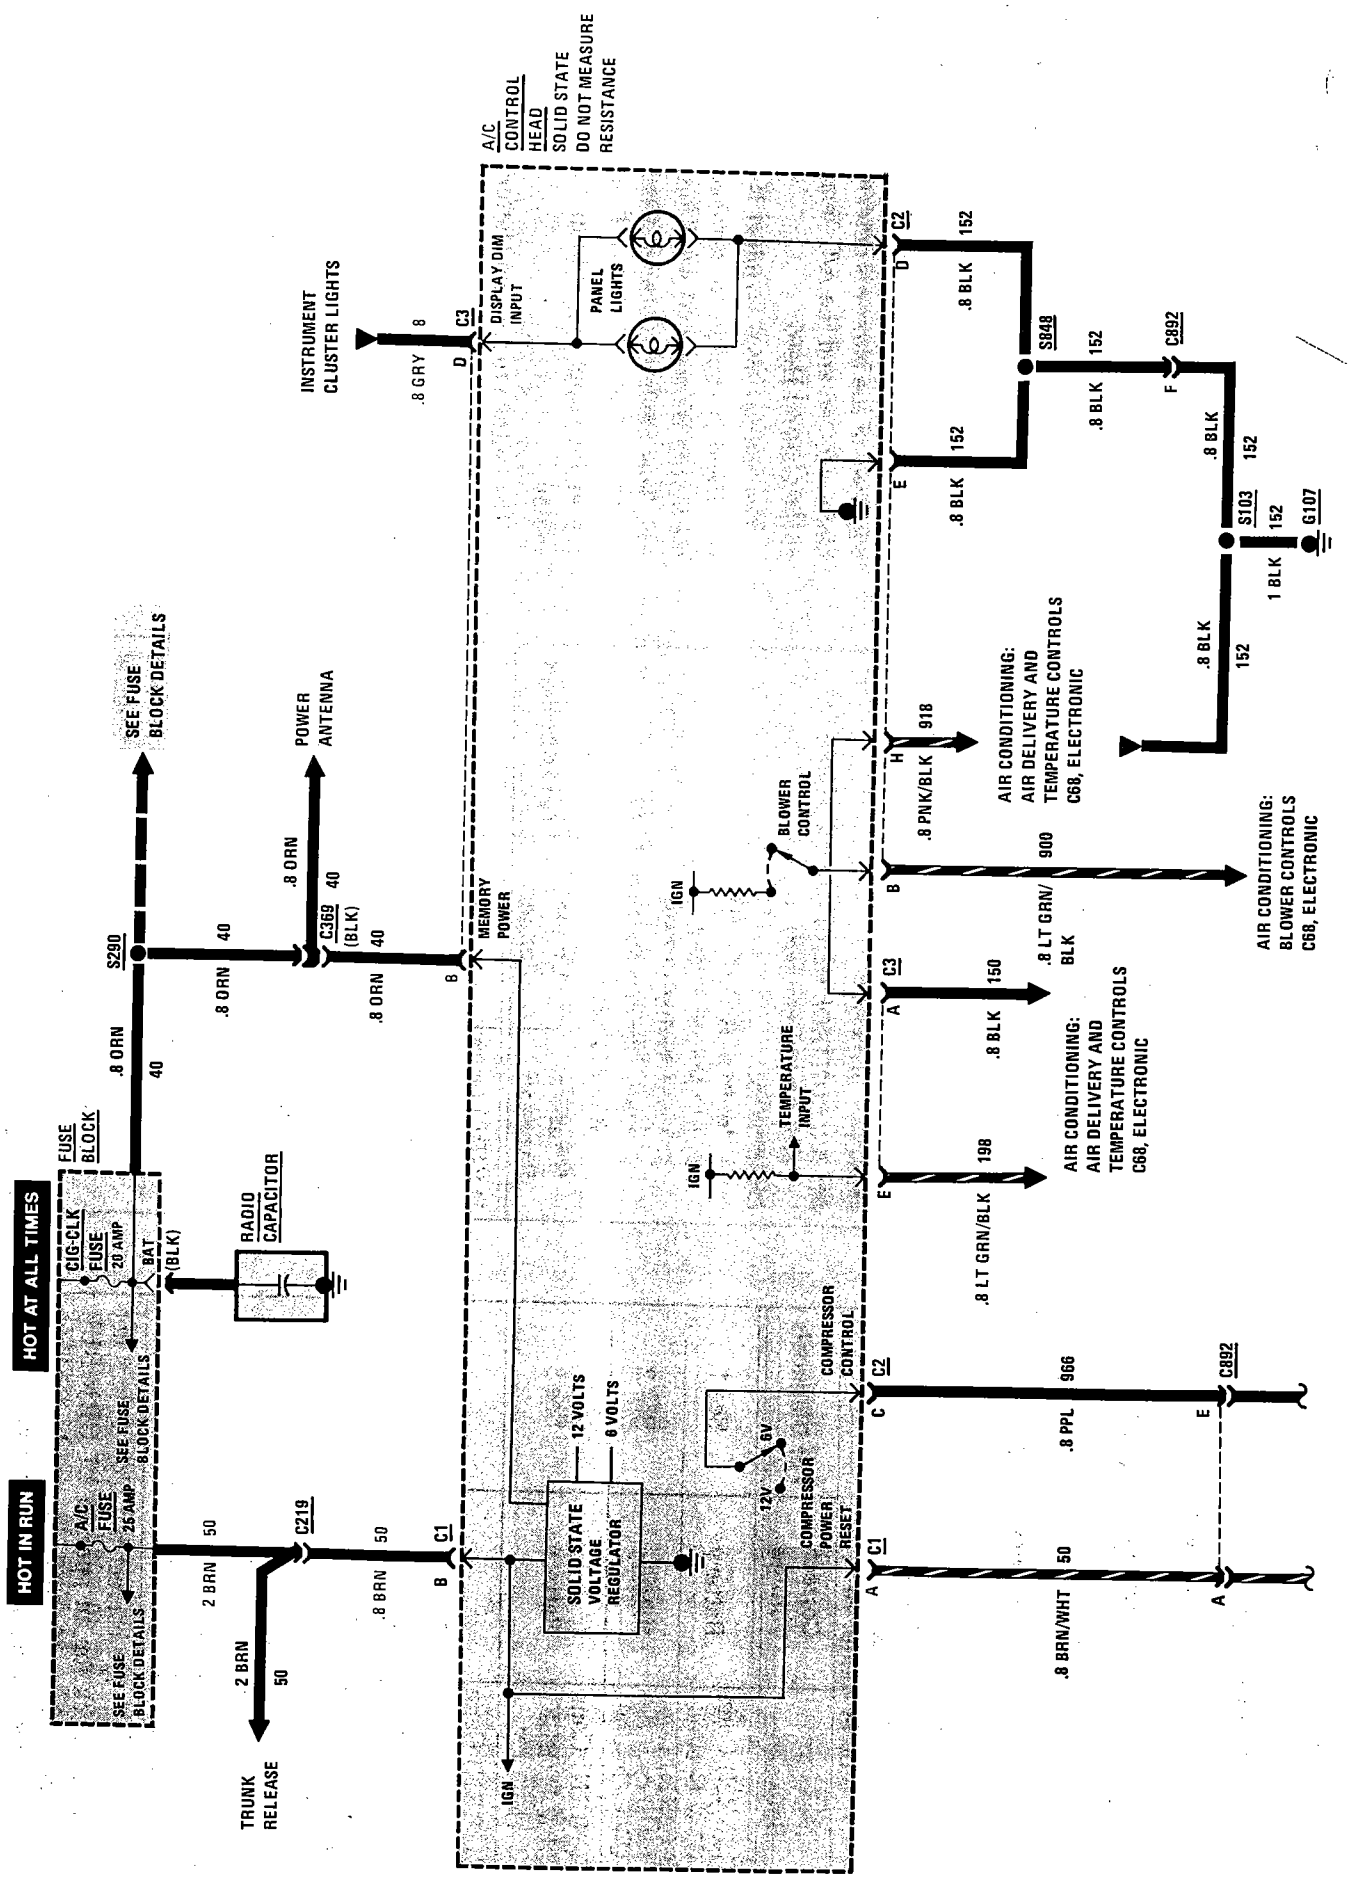 HOT IN RUN
HOT AT ALL TIMES
A/C
FUSE
25 AMP
SEE FUSE
BLOCK DETAILS
CIG-CLK
FUSE
20 AMP
SEE FUSE
BLOCK DETAILS
BAT
(BLK)
FUSE
BLOCK
RADIO
CAPACITOR
.8 ORN
40
S290
SEE FUSE
BLOCK DETAILS
.8 ORN
40
.8 ORN
40
POWER
ANTENNA
C369
(BLK)
.8 ORN
40
B
MEMORY
POWER
2 BRN
50
2 BRN
50
TRUNK
RELEASE
C219
.8 BRN
50
B
C1
INSTRUMENT
CLUSTER LIGHTS
.8 GRY
8
D
C3
DISPLAY DIM
INPUT
A/C
CONTROL
HEAD
SOLID STATE
DO NOT MEASURE
RESISTANCE
IGN
SOLID STATE
VOLTAGE
REGULATOR
12 VOLTS
6 VOLTS
PANEL
LIGHTS
12V
6V
COMPRESSOR
POWER
RESET
COMPRESSOR
CONTROL
IGN
TEMPERATURE
INPUT
IGN
BLOWER
CONTROL
A
C1
.8 BRN/WHT
50
A
C
C2
.8 PPL
966
E
C892
E
.8 LT GRN/BLK
198
A
C3
.8 BLK
150
AIR CONDITIONING:
AIR DELIVERY AND
TEMPERATURE CONTROLS
C68, ELECTRONIC
B
.8 LT GRN/
BLK
900
AIR CONDITIONING:
BLOWER CONTROLS
C68, ELECTRONIC
H
.8 PNK/BLK
918
AIR CONDITIONING:
AIR DELIVERY AND
TEMPERATURE CONTROLS
C68, ELECTRONIC
E
.8 BLK
152
D
C2
.8 BLK
152
S848
.8 BLK
152
F
C892
.8 BLK
152
S103
.8 BLK
152
1 BLK
152
G107